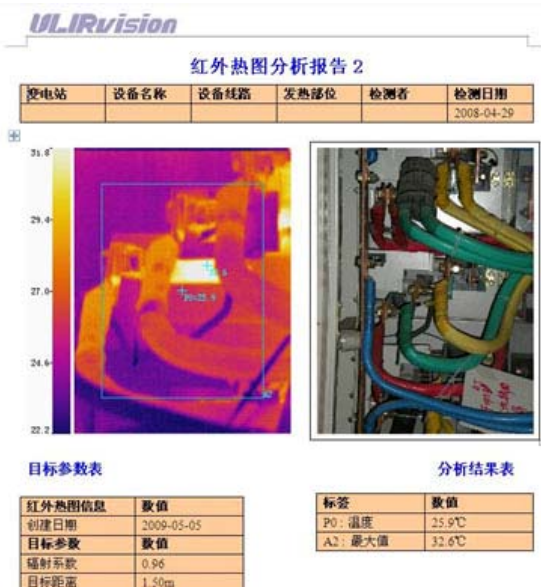 ULIRvision
红外热图分析报告 2
变电站 设备名称 设备线路 发热部位 检测者 检测日期
2008-04-29
31.8
29.4
27.0
24.6
22.2
A2
目标参数表
分析结果表
红外热图信息 数值
创建日期 2009-05-05
目标参数 数值
辐射系数 0.96
目标距离 1.50m
标签 数值
P0：温度 25.9℃
A2：最大值 32.6℃